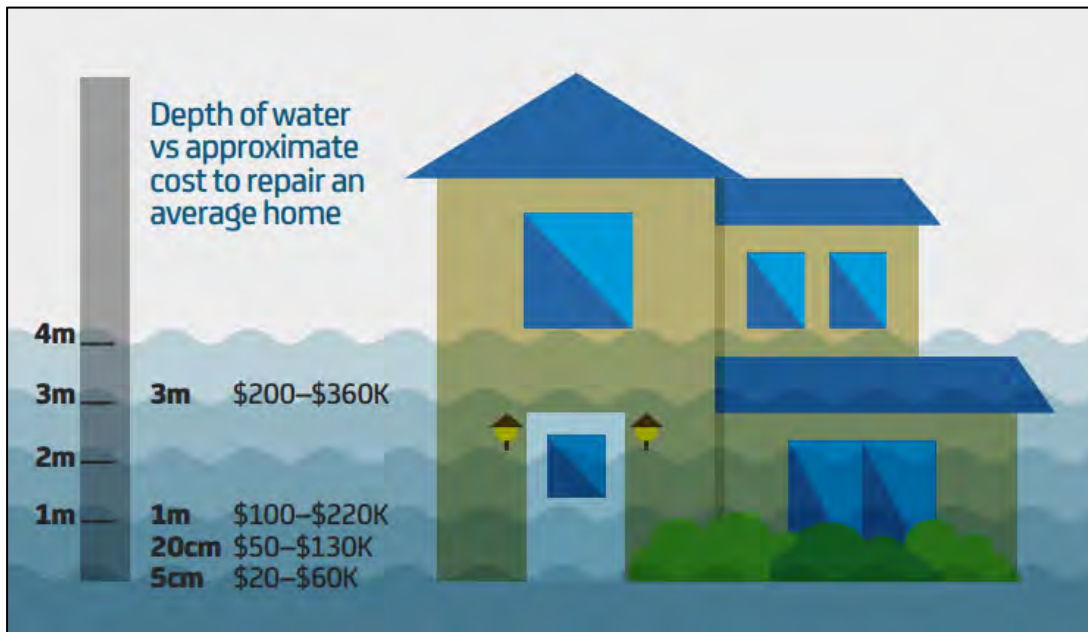 Depth of water
vs approximate
cost to repair an
average home
4m
3m 3m $200–$360K
2m
1m 1m $100–$220K
20cm $50–$130K
5cm $20–$60K